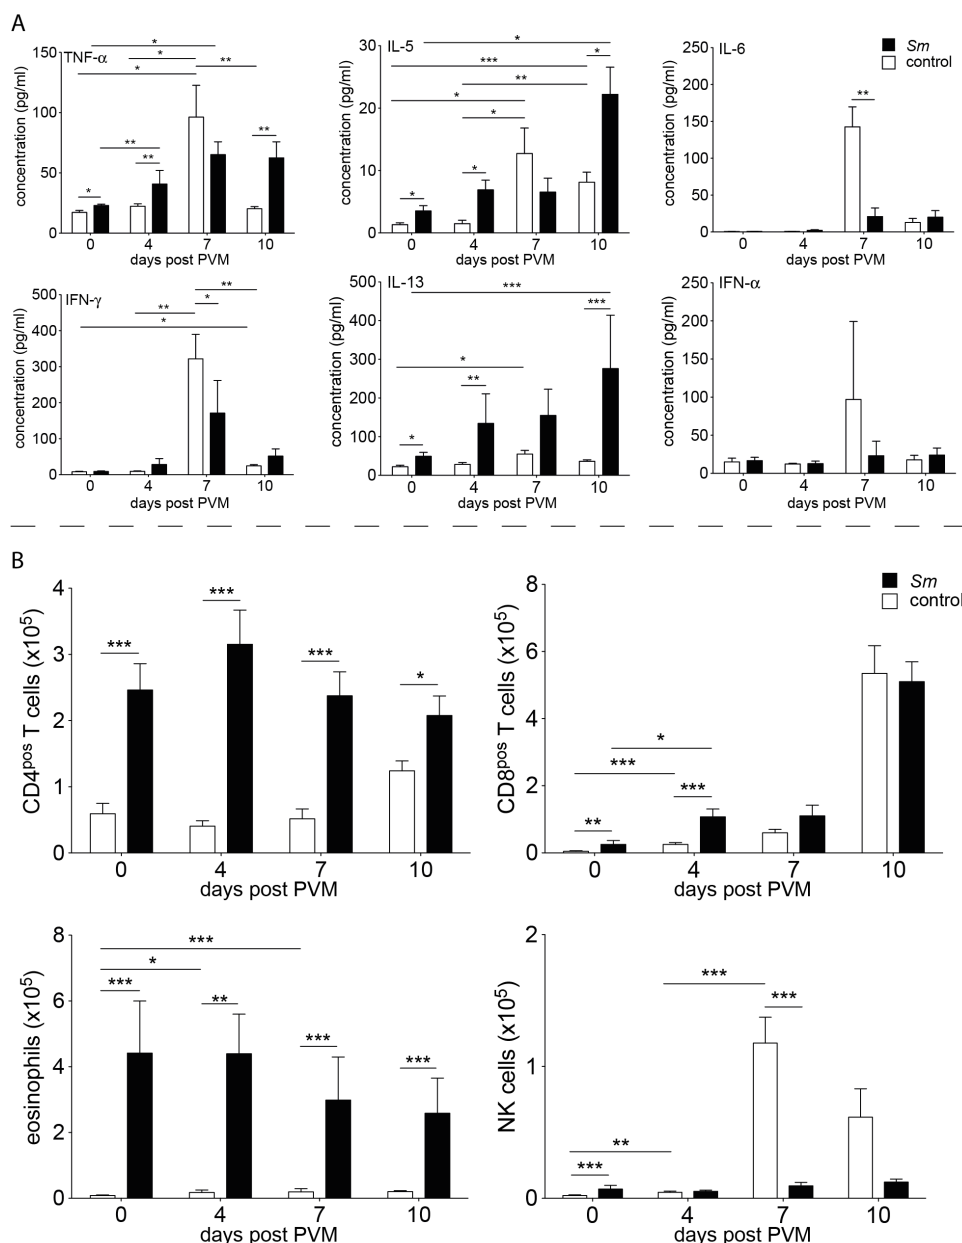 A
TNF-α
concentration (pg/ml)
150
100
50
0
* * * ** ** ** ** *
0 4 7 10
days post PVM
IL-5
concentration (pg/ml)
30
20
10
0
* *** ** * * * * *
0 4 7 10
days post PVM
IL-6
Sm
control
concentration (pg/ml)
250
200
150
100
50
0
**
0 4 7 10
days post PVM
IFN-γ
concentration (pg/ml)
500
400
300
200
100
0
** ** * *
0 4 7 10
days post PVM
IL-13
concentration (pg/ml)
500
400
300
200
100
0
*** *** * ** *
0 4 7 10
days post PVM
IFN-α
concentration (pg/ml)
250
200
150
100
50
0
0 4 7 10
days post PVM
B
CD4pos T cells (x10⁵)
4
3
2
1
0
*** *** *** *
0 4 7 10
days post PVM
Sm
control
CD8pos T cells (x10⁵)
8
6
4
2
0
* *** *** **
0 4 7 10
days post PVM
eosinophils (x10⁵)
8
6
4
2
0
*** * *** ** *** ***
0 4 7 10
days post PVM
NK cells (x10⁵)
2
1
0
*** *** ** ***
0 4 7 10
days post PVM